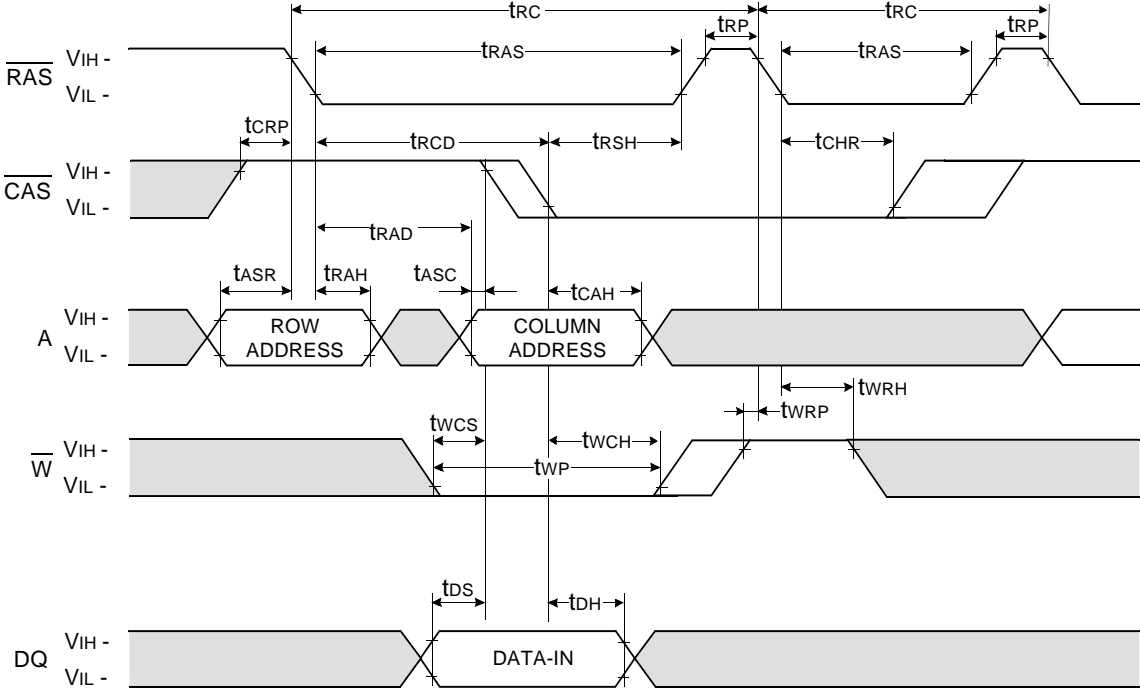 tRC tRC
tRP tRP
RAS VIH - tRAS tRAS
VIL -
tCRP tRCD tRSH tCHR
CAS VIH -
VIL -
tRAD
tASR tRAH tASC tCAH
A VIH - ROW ADDRESS COLUMN ADDRESS
VIL -
tWRH
tWRP
tWCS tWCH
W VIH - tWP
VIL -
tDS tDH
DQ VIH - DATA-IN
VIL -